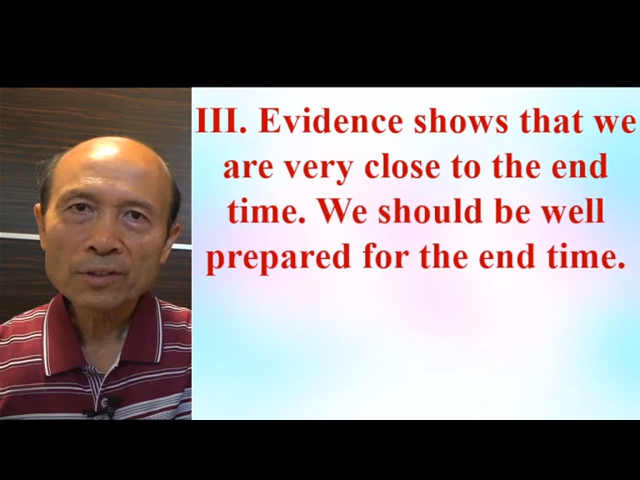 III. Evidence shows that we
are very close to the end
time. We should be well
prepared for the end time.